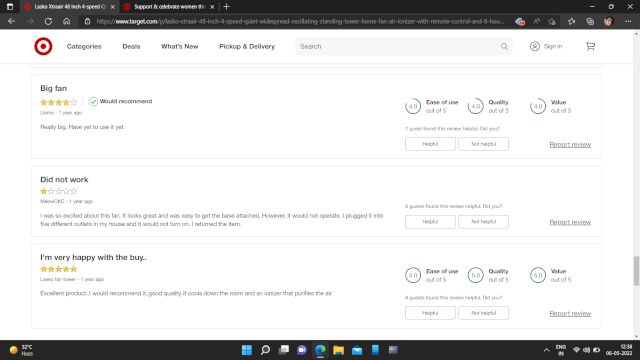 Lasko Xtraair 48 Inch 4-speed C
Support & celebrate women thi
https://www.target.com/p/lasko-xtraair-48-inch-4-speed-quiet-widespread-oscillating-standing-tower-home-fan-air-ionizer-with-remote-control-and-8-hou...
Categories Deals What's New Pickup & Delivery Search Sign in
Big fan
Would recommend
Llama - 1 year ago
Really big. Have yet to use it yet.
4.0 Ease of use out of 5
4.0 Quality out of 5
4.0 Value out of 5
1 guest found this review helpful. Did you?
Helpful Not helpful Report review
Did not work
MeowOKC - 1 year ago
I was so excited about this fan. It looks great and was easy to get the base attached. However, it would not operate. I plugged it into
five different outlets in my house and it would not turn on. I returned the item.
6 guests found this review helpful. Did you?
Helpful Not helpful Report review
I'm very happy with the buy..
Lasko fan tower - 1 year ago
Excellent product..I would recommend it..good quality..it cools down the room and an ionizer that purifies the air.
5.0 Ease of use out of 5
5.0 Quality out of 5
5.0 Value out of 5
8 guests found this review helpful. Did you?
Helpful Not helpful Report review
32°C
Haze
ENG
IN
12:38
06-05-2022